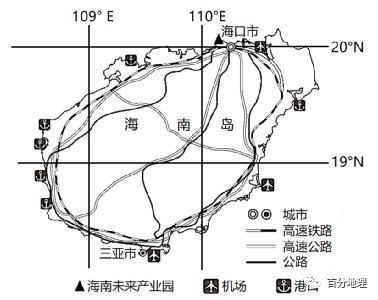 109° E
110° E
海口市
20°N
海 南 岛
19°N
三亚市
城市
高速铁路
高速公路
公路
海南未来产业园
机场
港口
百分地理